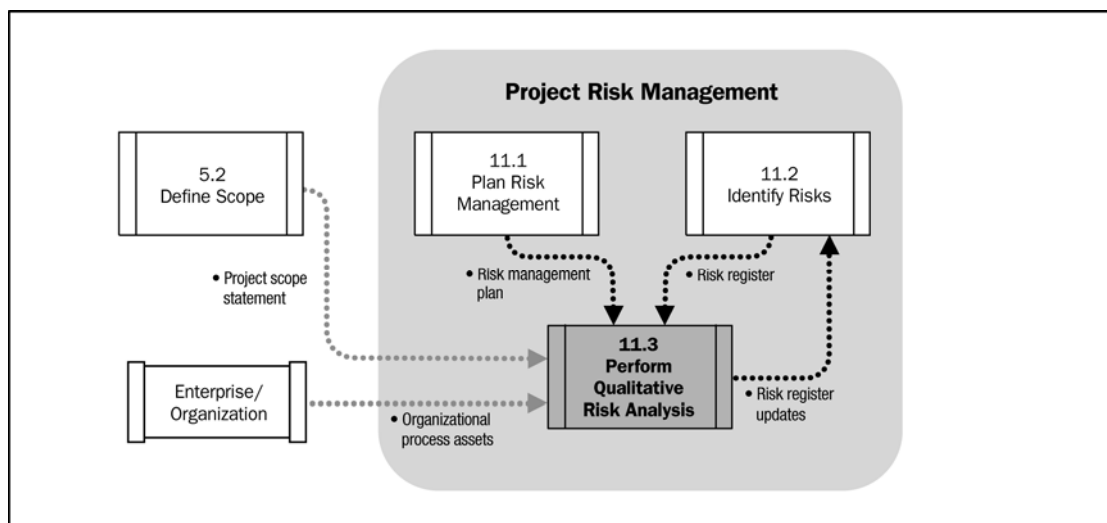 Project Risk Management
5.2
Define Scope
11.1
Plan Risk
Management
11.2
Identify Risks
• Project scope
statement
• Risk management
plan
• Risk register
11.3
Perform
Qualitative
Risk Analysis
Enterprise/
Organization
• Organizational
process assets
• Risk register
updates